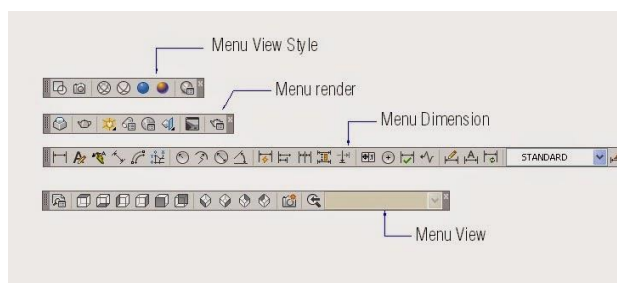 Menu View Style
Menu render
Menu Dimension
STANDARD
Menu View